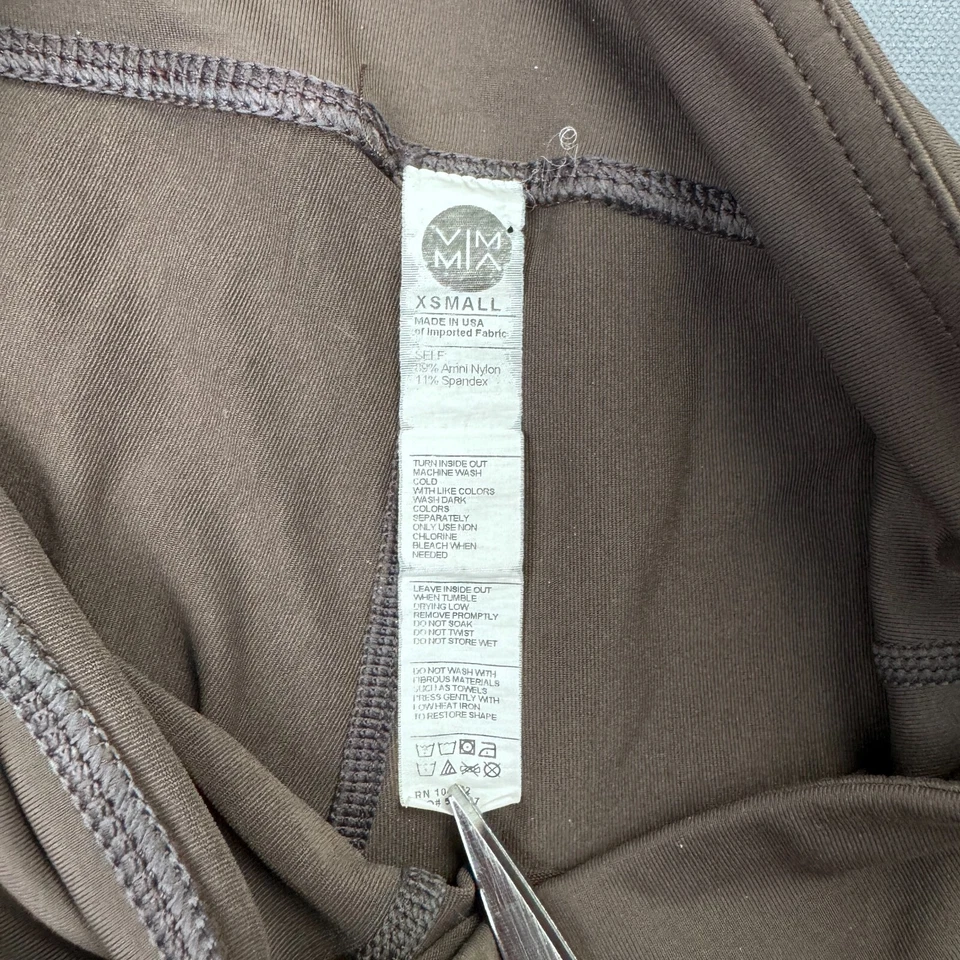 VIM
MIA
XSMALL
MADE IN USA
of Imported Fabric
SELF
Amni Nylon
11% Spandex
TURN INSIDE OUT
MACHINE WASH
COLD
WITH LIKE COLORS
WASH DARK
COLORS
SEPARATELY
ONLY USE NON
CHLORINE
BLEACH WHEN
NEEDED
LEAVE INSIDE OUT
WHEN TUMBLE
DRYING LOW
REMOVE PROMPTLY
DO NOT SOAK
DO NOT TWIST
DO NOT STORE WET
DO NOT WASH WITH
FIBROUS MATERIALS
SUCH AS TOWELS
PRESS GENTLY WITH
LOW HEAT IRON
TO RESTORE SHAPE
RN